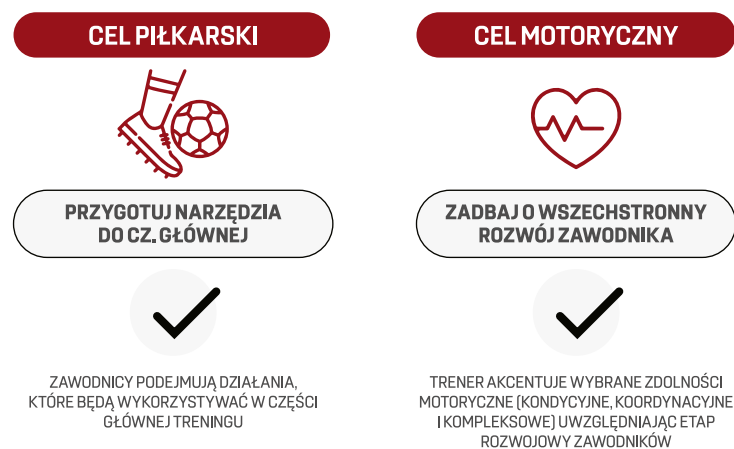 CEL PIŁKARSKI
PRZYGOTUJ NARZĘDZIA
DO CZ. GŁÓWNEJ
ZAWODNICY PODEJMUJĄ DZIAŁANIA,
KTÓRE BĘDĄ WYKORZYSTYWAĆ W CZĘŚCI
GŁÓWNEJ TRENINGU
CEL MOTORYCZNY
ZADBAJ O WSZECHSTRONNY
ROZWÓJ ZAWODNIKA
TRENER AKCENTUJE WYBRANE ZDOLNOŚCI
MOTORYCZNE (KONDYCYJNE, KOORDYNACYJNE
I KOMPLEKSOWE) UWZGLĘDNIAJĄC ETAP
ROZWOJOWY ZAWODNIKÓW